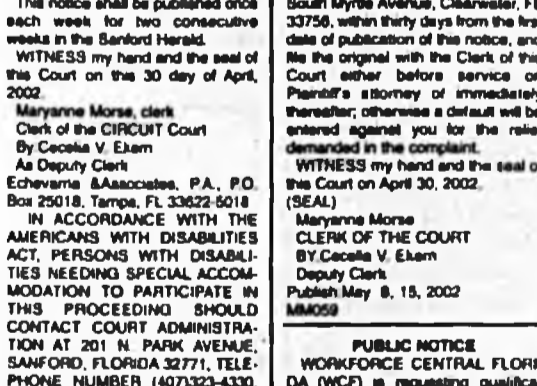 This notice shall be published once
each week for two consecutive
weeks in the Sanford Herald.
WITNESS my hand and the seal of
this Court on this 30 day of April,
2002.
Maryanne Morse, clerk
Clerk of the CIRCUIT Court
By Cecelia V. Ekern
As Deputy Clerk
Echevarria &Associates, P.A., P.O.
Box 25018, Tampa, FL 33622-5018
IN ACCORDANCE WITH THE
AMERICANS WITH DISABILITIES
ACT, PERSONS WITH DISABILI-
TIES NEEDING SPECIAL ACCOM-
MODATION TO PARTICIPATE IN
THIS PROCEEDING SHOULD
CONTACT COURT ADMINISTRA-
TION AT 201 N. PARK AVENUE,
SANFORD, FLORIDA 32771, TELE-
PHONE NUMBER (407)323-4330,
South Myrtle Avenue, Clearwater, FL
33756, within thirty days from the first
date of publication of this notice, and
file the original with the Clerk of this
Court either before service on
Plaintiff's attorney or immediately
thereafter; otherwise a default will be
entered against you for the relief
demanded in the complaint.
WITNESS my hand and the seal of
this Court on April 30, 2002.
(SEAL)
Maryanne Morse
CLERK OF THE COURT
BY Cecelia V. Ekern
Deputy Clerk
Publish May 8, 15, 2002
MM059
PUBLIC NOTICE
WORKFORCE CENTRAL FLORI-
DA (WCF) is requesting qualifica-